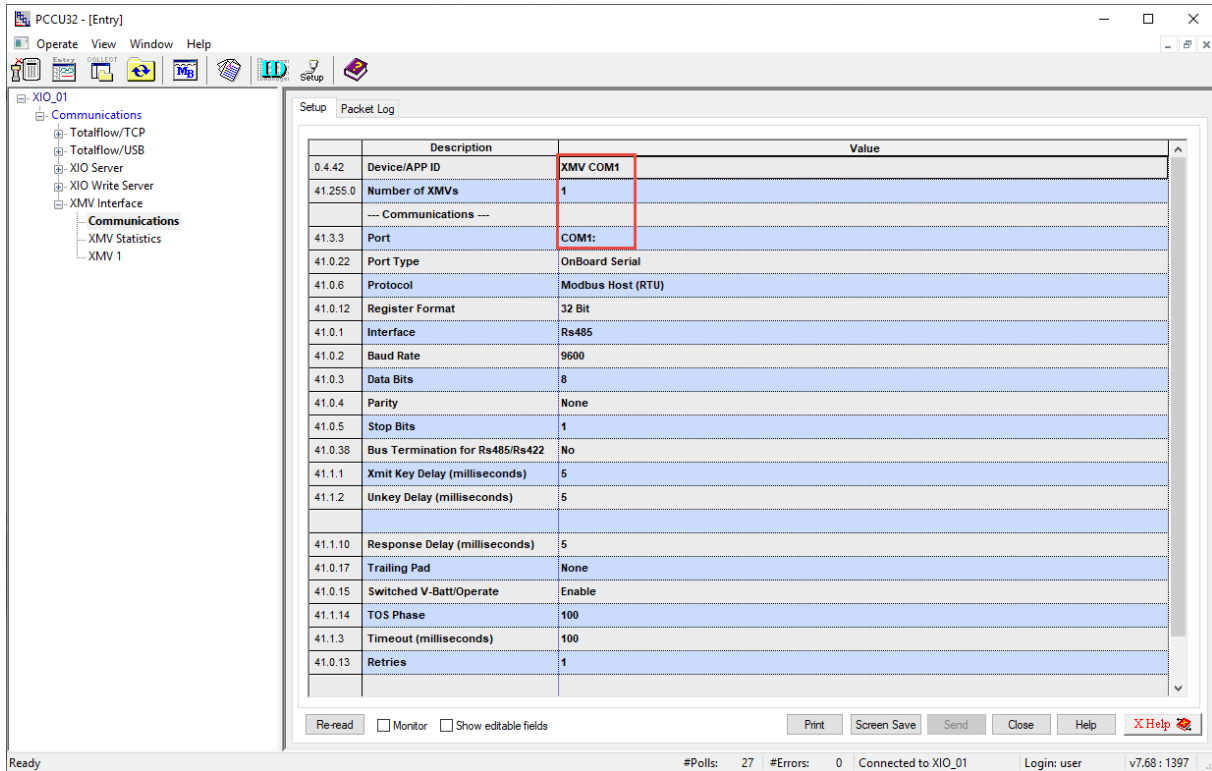 PCCU32 - [Entry]
Operate View Window Help
Entry COLLECT MB ID Manager Setup
XIO_01
Communications
Totalflow/TCP
Totalflow/USB
XIO Server
XIO Write Server
XMV Interface
Communications
XMV Statistics
XMV 1
Setup Packet Log
Description Value
0.4.42 Device/APP ID XMV COM1
41.255.0 Number of XMVs 1
--- Communications ---
41.3.3 Port COM1:
41.0.22 Port Type OnBoard Serial
41.0.6 Protocol Modbus Host (RTU)
41.0.12 Register Format 32 Bit
41.0.1 Interface Rs485
41.0.2 Baud Rate 9600
41.0.3 Data Bits 8
41.0.4 Parity None
41.0.5 Stop Bits 1
41.0.38 Bus Termination for Rs485/Rs422 No
41.1.1 Xmit Key Delay (milliseconds) 5
41.1.2 Unkey Delay (milliseconds) 5
41.1.10 Response Delay (milliseconds) 5
41.0.17 Trailing Pad None
41.0.15 Switched V-Batt/Operate Enable
41.1.14 TOS Phase 100
41.1.3 Timeout (milliseconds) 100
41.0.13 Retries 1
Re-read Monitor Show editable fields Print Screen Save Send Close Help X Help
Ready #Polls: 27 #Errors: 0 Connected to XIO_01 Login: user v7.68 : 1397